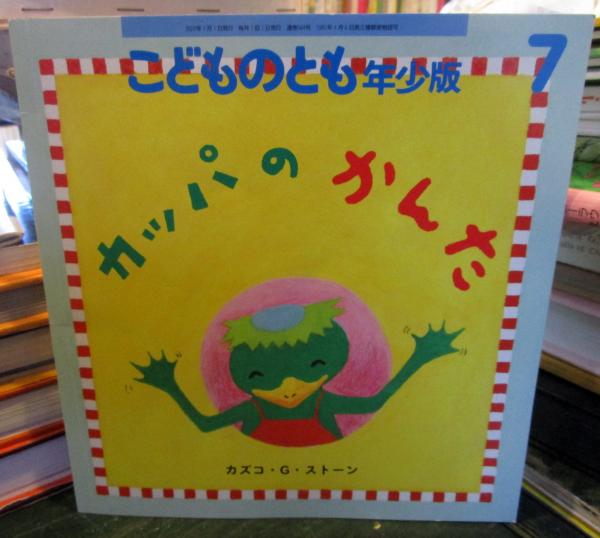 こどものとも年少版
7
カッパの かんた
カズコ・G・ストーン